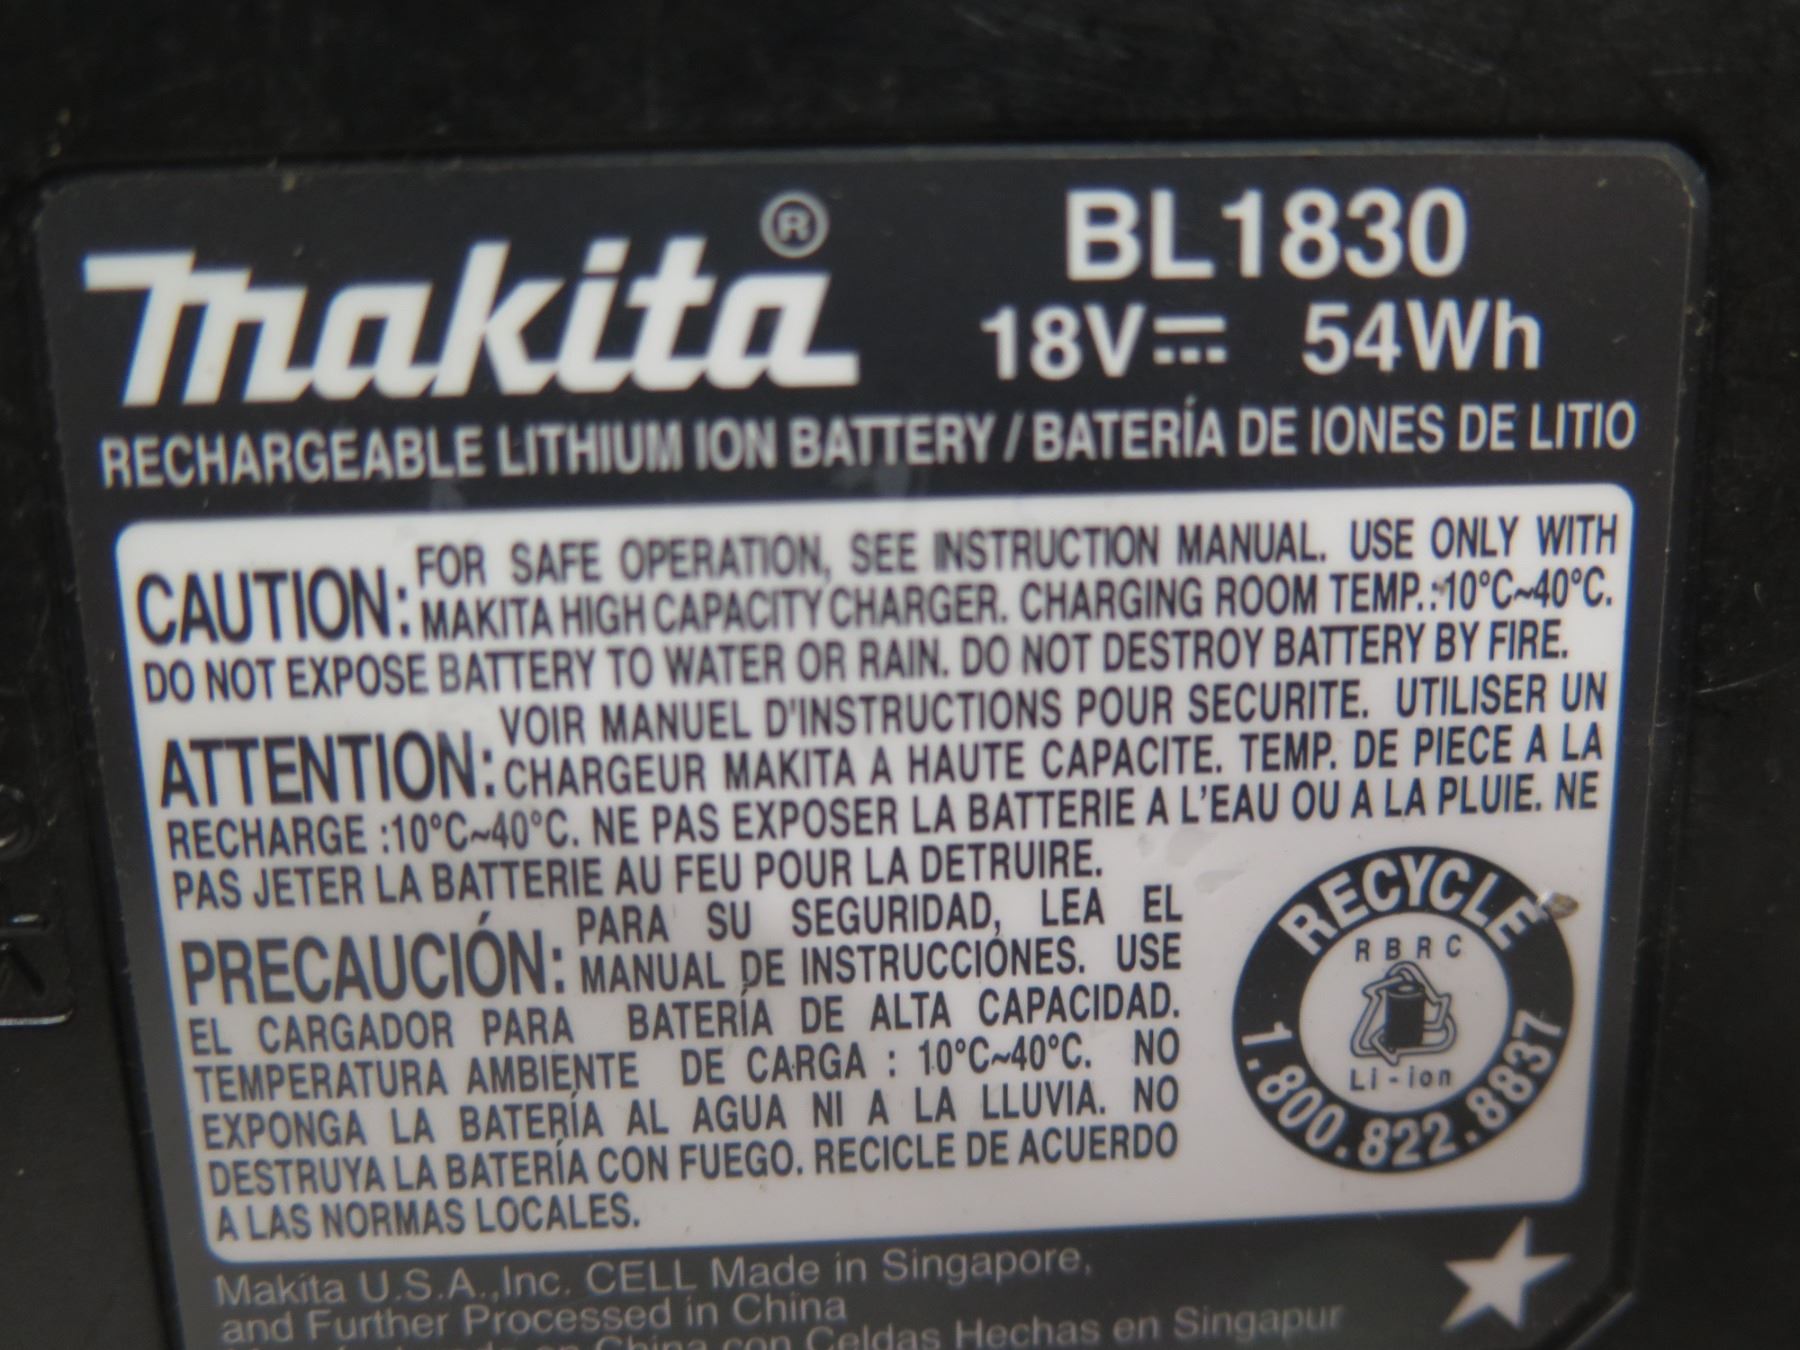 makita®
BL1830
18V 54Wh
RECHARGEABLE LITHIUM ION BATTERY / BATERÍA DE IONES DE LITIO
CAUTION: FOR SAFE OPERATION, SEE INSTRUCTION MANUAL. USE ONLY WITH
MAKITA HIGH CAPACITY CHARGER. CHARGING ROOM TEMP.:10°C~40°C.
DO NOT EXPOSE BATTERY TO WATER OR RAIN. DO NOT DESTROY BATTERY BY FIRE.
ATTENTION: VOIR MANUEL D'INSTRUCTIONS POUR SECURITE. UTILISER UN
CHARGEUR MAKITA A HAUTE CAPACITE. TEMP. DE PIECE A LA
RECHARGE :10°C~40°C. NE PAS EXPOSER LA BATTERIE A L'EAU OU A LA PLUIE. NE
PAS JETER LA BATTERIE AU FEU POUR LA DETRUIRE.
PRECAUCIÓN: PARA SU SEGURIDAD, LEA EL
MANUAL DE INSTRUCCIONES. USE
EL CARGADOR PARA BATERÍA DE ALTA CAPACIDAD.
TEMPERATURA AMBIENTE DE CARGA : 10°C~40°C. NO
EXPONGA LA BATERÍA AL AGUA NI A LA LLUVIA. NO
DESTRUYA LA BATERÍA CON FUEGO. RECICLE DE ACUERDO
A LAS NORMAS LOCALES.
RECYCLE
RBRC
Li-ion
1.800.822.8837
Makita U.S.A.,Inc. CELL Made in Singapore,
and Further Processed in China
en China con Celdas Hechas en Singapur